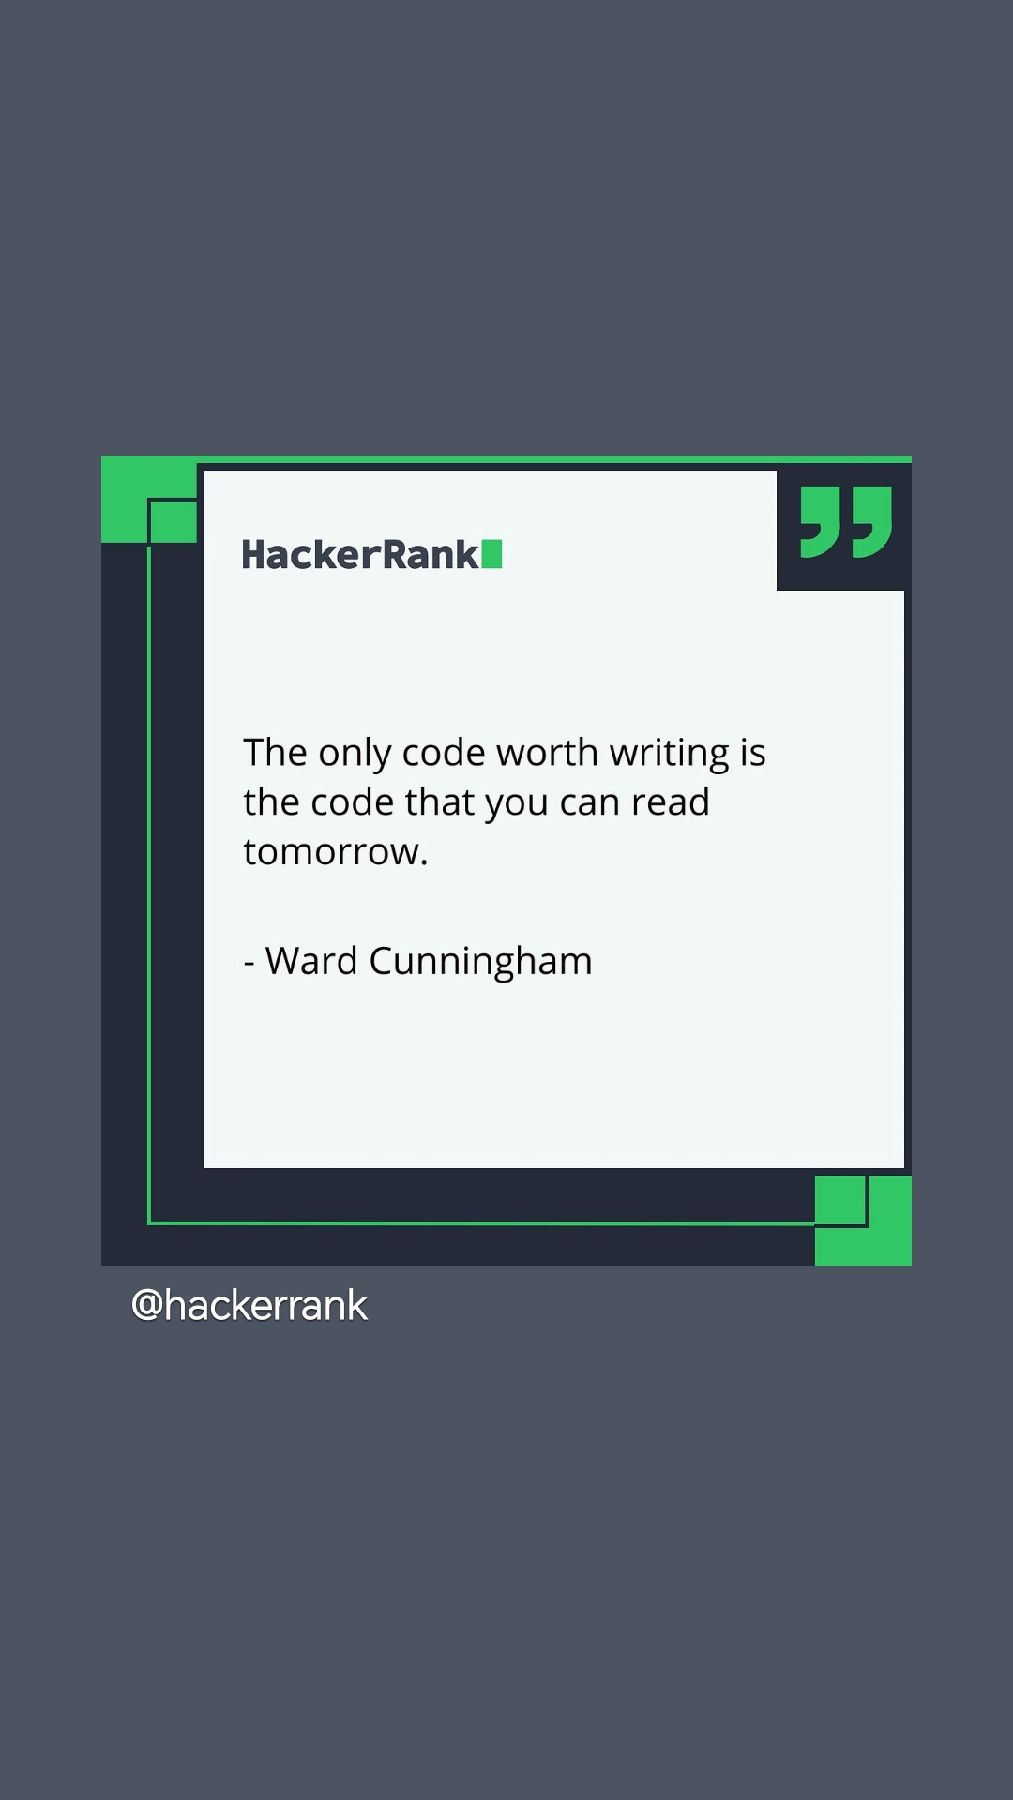 HackerRank
The only code worth writing is
the code that you can read
tomorrow.
- Ward Cunningham
@hackerrank